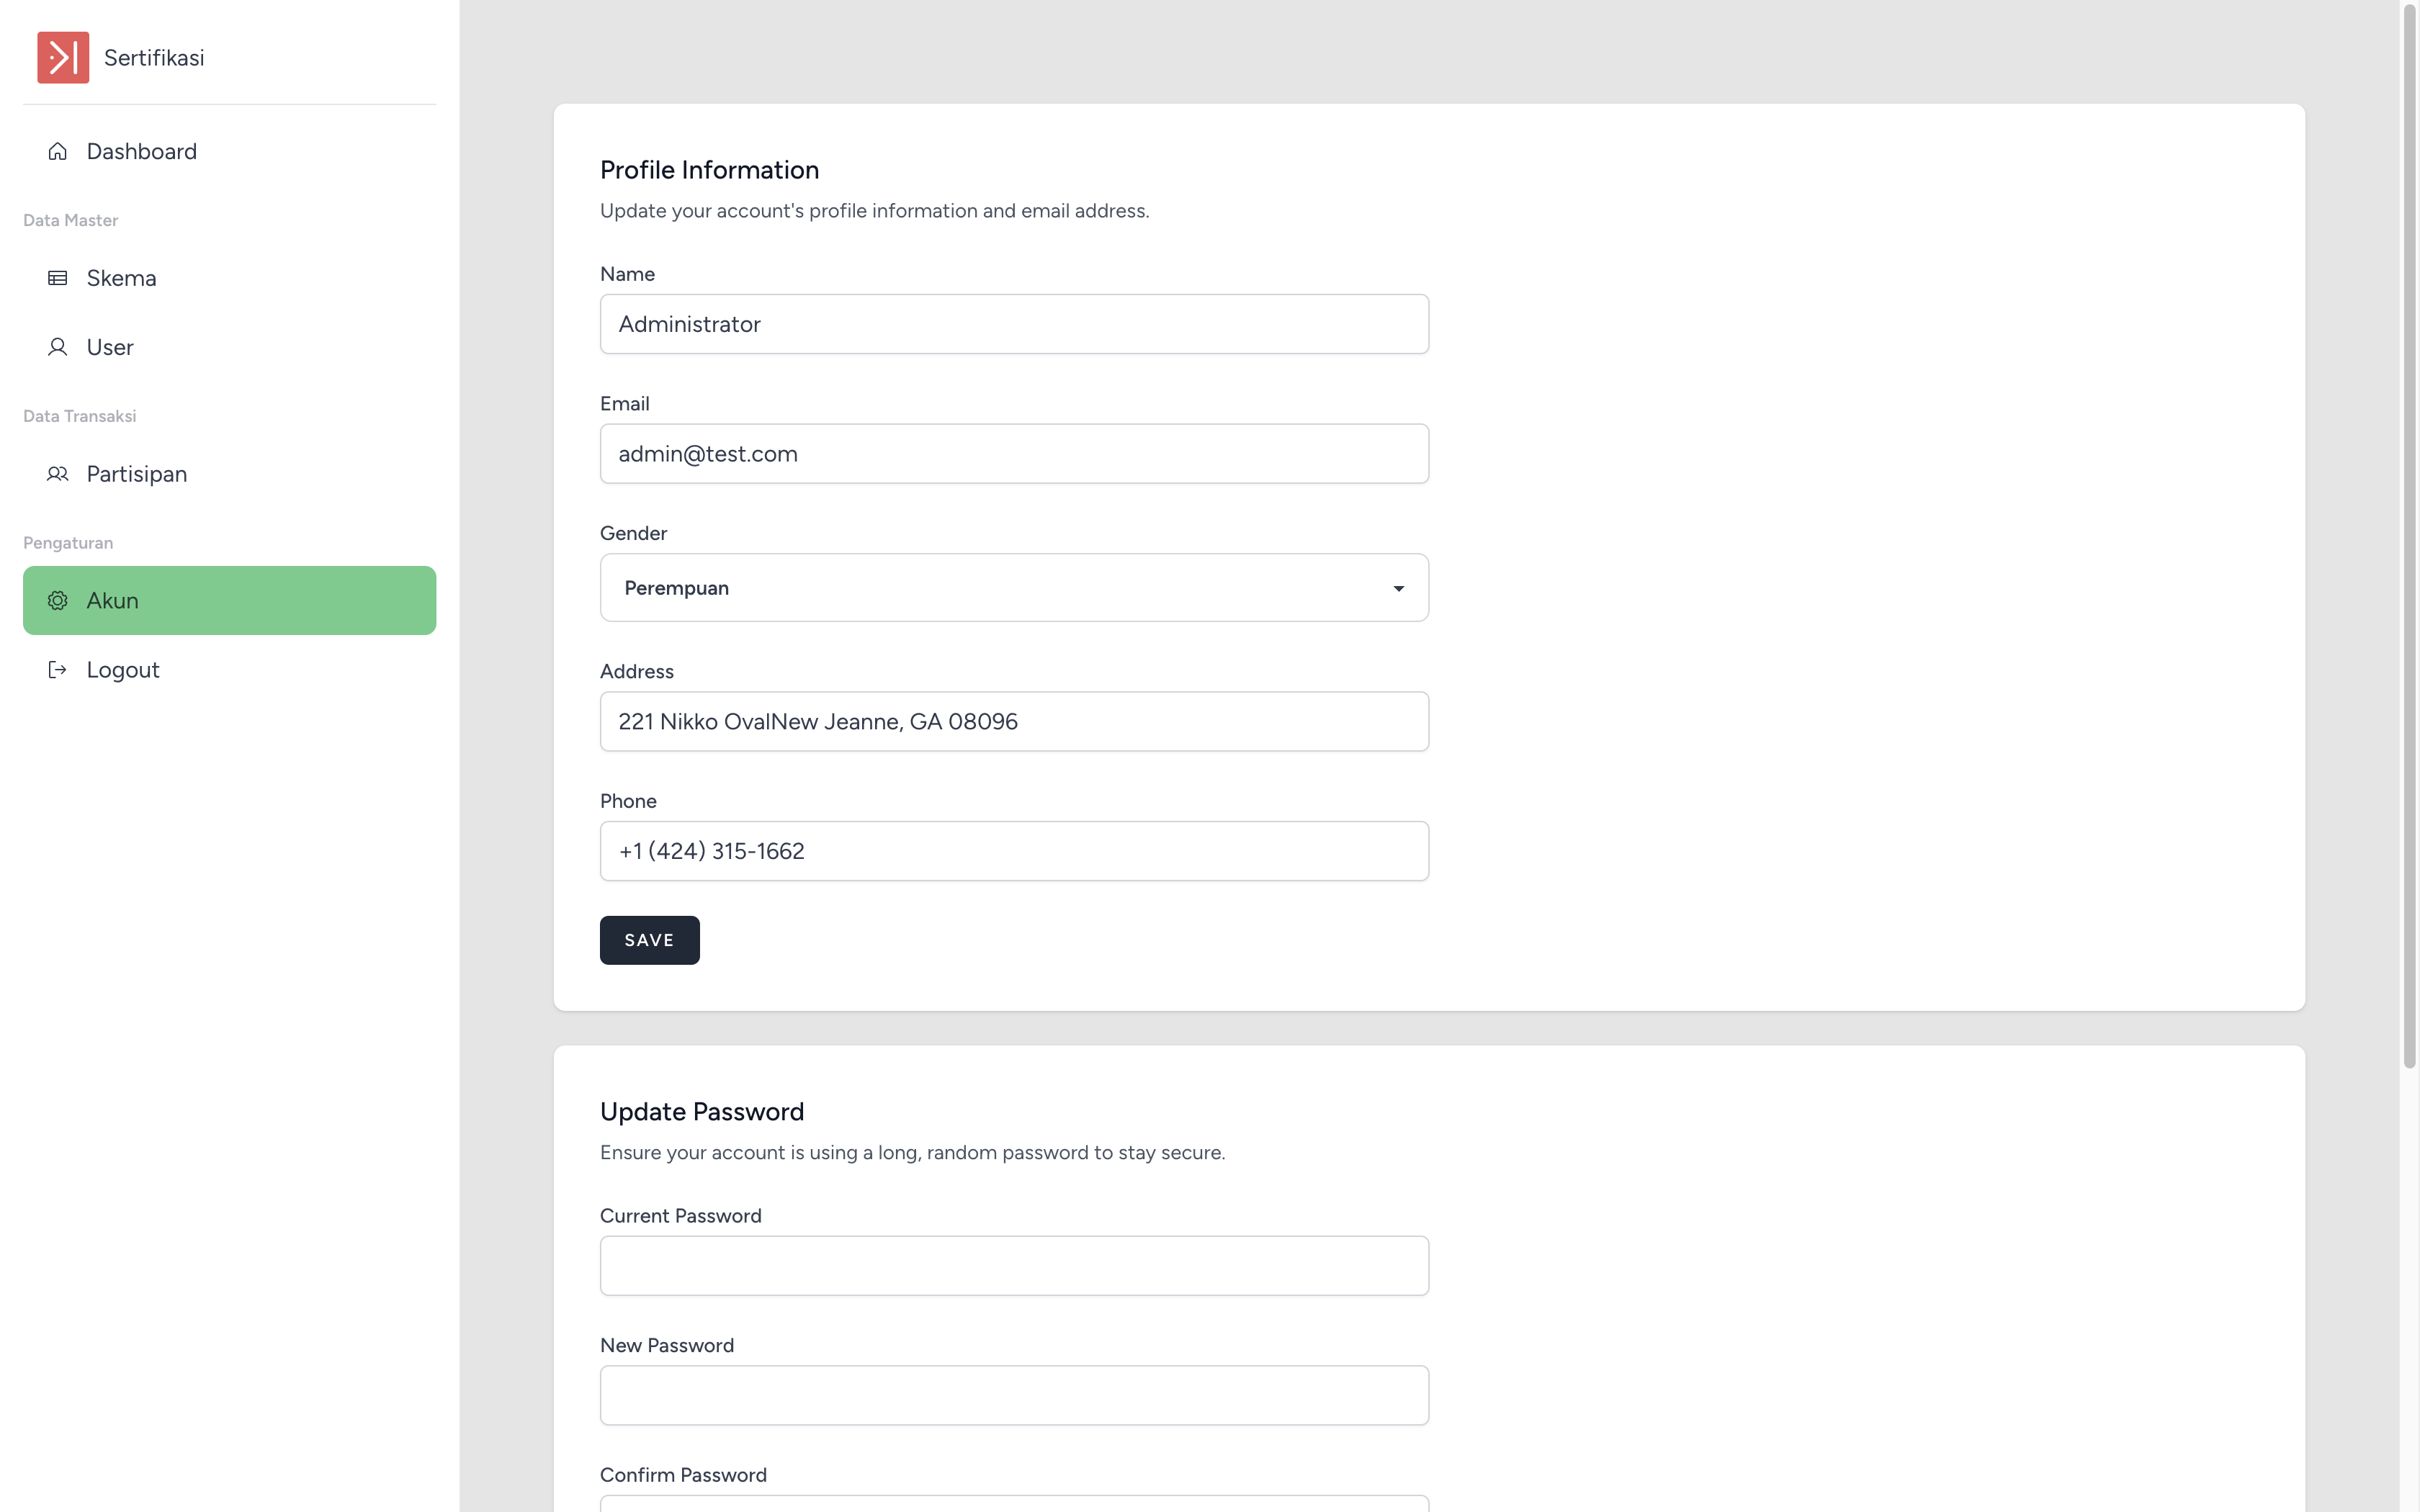 Sertifikasi
Dashboard
Data Master
Skema
User
Data Transaksi
Partisipan
Pengaturan
Akun
Logout
Profile Information
Update your account's profile information and email address.
Name
Administrator
Email
admin@test.com
Gender
Perempuan
Address
221 Nikko OvalNew Jeanne, GA 08096
Phone
+1 (424) 315-1662
SAVE
Update Password
Ensure your account is using a long, random password to stay secure.
Current Password
New Password
Confirm Password